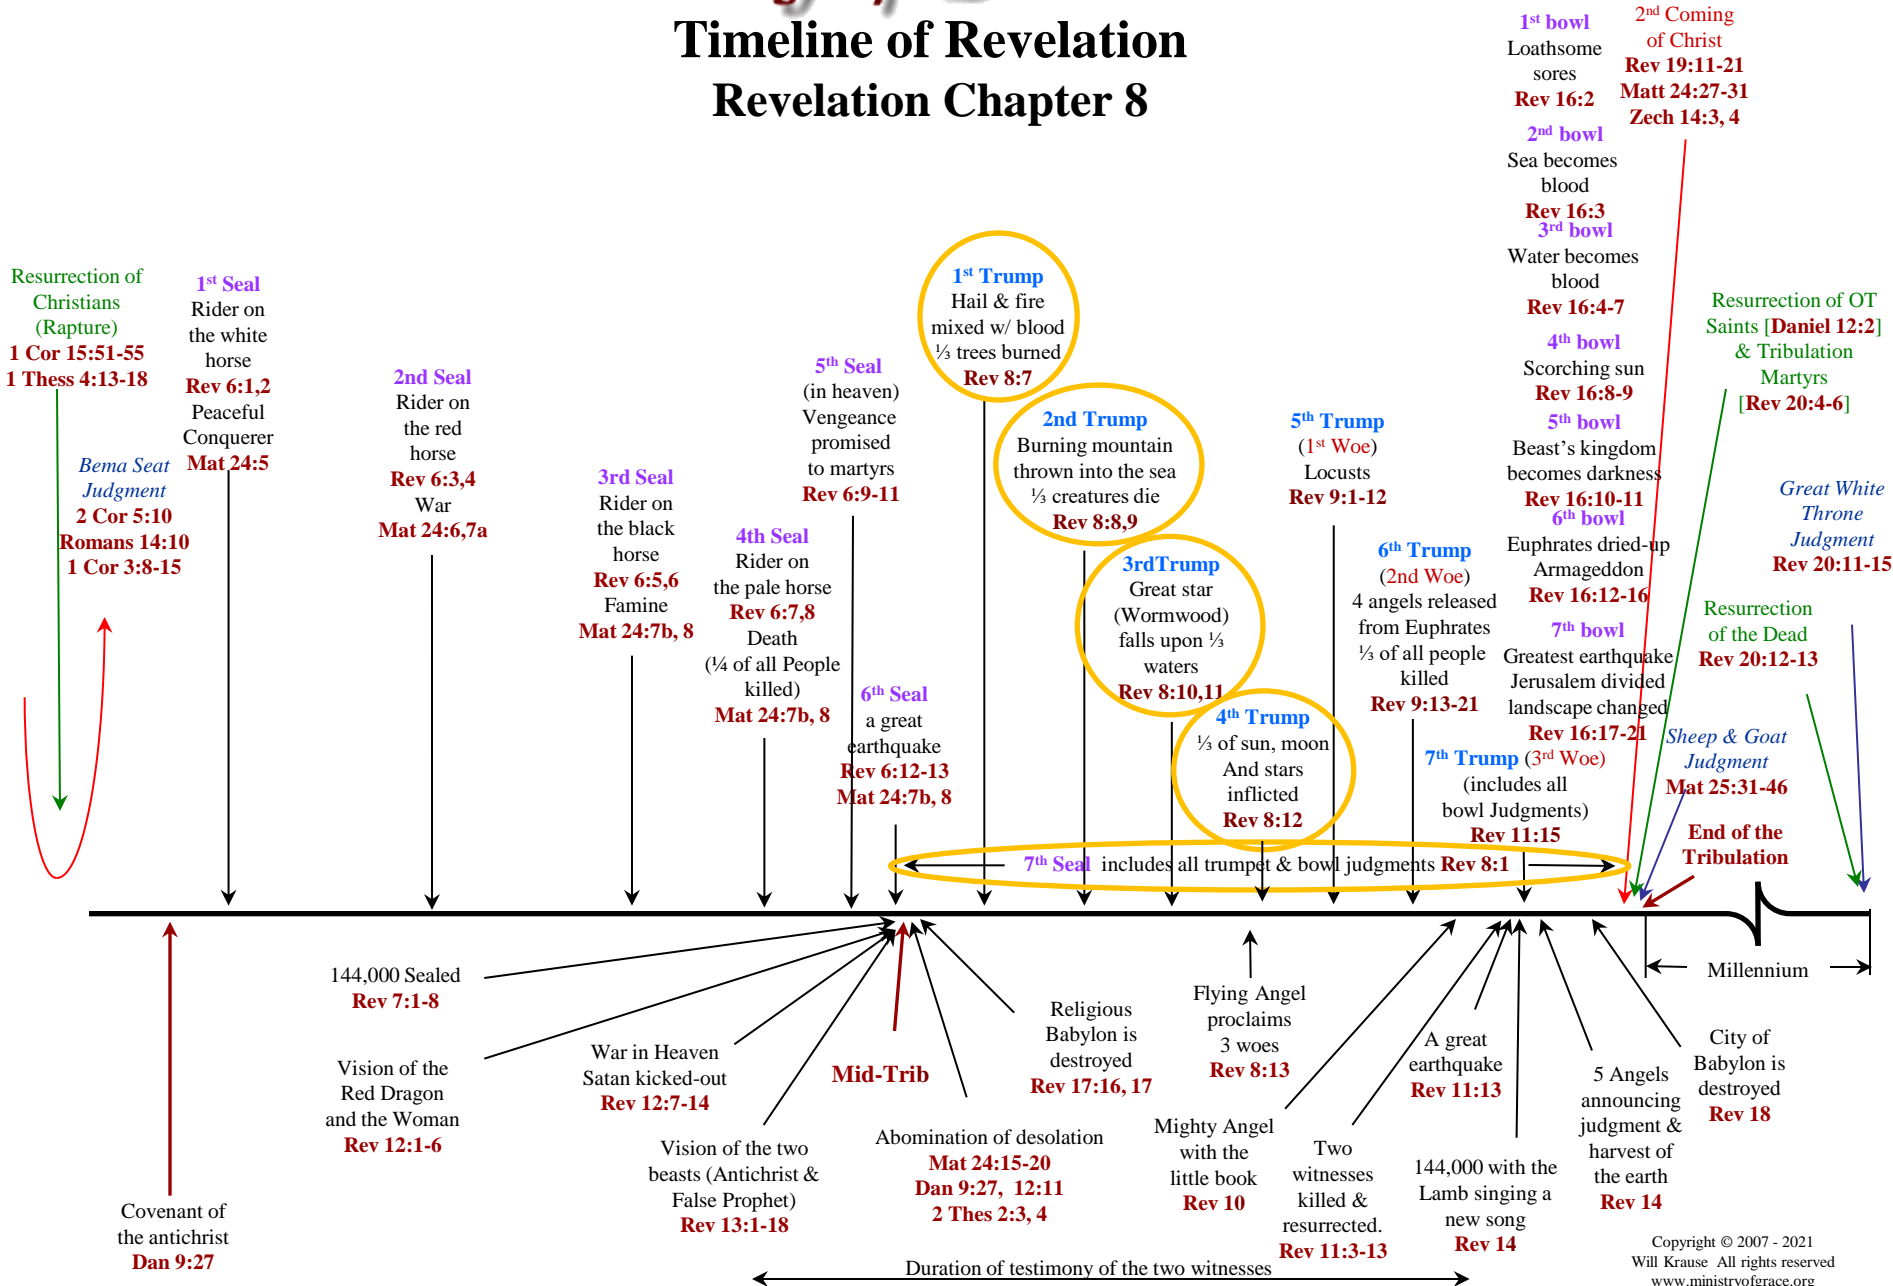 Timeline of Revelation
Revelation Chapter 8
Resurrection of
Christians
(Rapture)
1 Cor 15:51-55
1 Thess 4:13-18
Bema Seat
Judgment
2 Cor 5:10
Romans 14:10
1 Cor 3:8-15
1st Seal
Rider on
the white
horse
Rev 6:1,2
Peaceful
Conquerer
Mat 24:5
2nd Seal
Rider on
the red
horse
Rev 6:3,4
War
Mat 24:6,7a
3rd Seal
Rider on
the black
horse
Rev 6:5,6
Famine
Mat 24:7b, 8
4th Seal
Rider on
the pale horse
Rev 6:7,8
Death
(¼ of all People
killed)
Mat 24:7b, 8
5th Seal
(in heaven)
Vengeance
promised
to martyrs
Rev 6:9-11
6th Seal
a great
earthquake
Rev 6:12-13
Mat 24:7b, 8
1st Trump
Hail & fire
mixed w/ blood
⅓ trees burned
Rev 8:7
2nd Trump
Burning mountain
thrown into the sea
⅓ creatures die
Rev 8:8,9
3rdTrump
Great star
(Wormwood)
falls upon ⅓
waters
Rev 8:10,11
4th Trump
⅓ of sun, moon
And stars
inflicted
Rev 8:12
5th Trump
(1st Woe)
Locusts
Rev 9:1-12
6th Trump
(2nd Woe)
4 angels released
from Euphrates
⅓ of all people
killed
Rev 9:13-21
7th Trump (3rd Woe)
(includes all
bowl Judgments)
Rev 11:15
7th Seal includes all trumpet & bowl judgments Rev 8:1
1st bowl
Loathsome
sores
Rev 16:2
2nd bowl
Sea becomes
blood
Rev 16:3
3rd bowl
Water becomes
blood
Rev 16:4-7
4th bowl
Scorching sun
Rev 16:8-9
5th bowl
Beast's kingdom
becomes darkness
Rev 16:10-11
6th bowl
Euphrates dried-up
Armageddon
Rev 16:12-16
7th bowl
Greatest earthquake
Jerusalem divided
landscape changed
Rev 16:17-21
2nd Coming
of Christ
Rev 19:11-21
Matt 24:27-31
Zech 14:3, 4
Resurrection of OT
Saints [Daniel 12:2]
& Tribulation
Martyrs
[Rev 20:4-6]
Great White
Throne
Judgment
Rev 20:11-15
Resurrection
of the Dead
Rev 20:12-13
Sheep & Goat
Judgment
Mat 25:31-46
End of the
Tribulation
Millennium
Covenant of
the antichrist
Dan 9:27
144,000 Sealed
Rev 7:1-8
Vision of the
Red Dragon
and the Woman
Rev 12:1-6
War in Heaven
Satan kicked-out
Rev 12:7-14
Vision of the two
beasts (Antichrist &
False Prophet)
Rev 13:1-18
Mid-Trib
Abomination of desolation
Mat 24:15-20
Dan 9:27, 12:11
2 Thes 2:3, 4
Religious
Babylon is
destroyed
Rev 17:16, 17
Flying Angel
proclaims
3 woes
Rev 8:13
Mighty Angel
with the
little book
Rev 10
Two
witnesses
killed &
resurrected.
Rev 11:3-13
A great
earthquake
Rev 11:13
144,000 with the
Lamb singing a
new song
Rev 14
5 Angels
announcing
judgment &
harvest of
the earth
Rev 14
City of
Babylon is
destroyed
Rev 18
Duration of testimony of the two witnesses
Copyright © 2007 - 2021
Will Krause All rights reserved
www.ministryofgrace.org